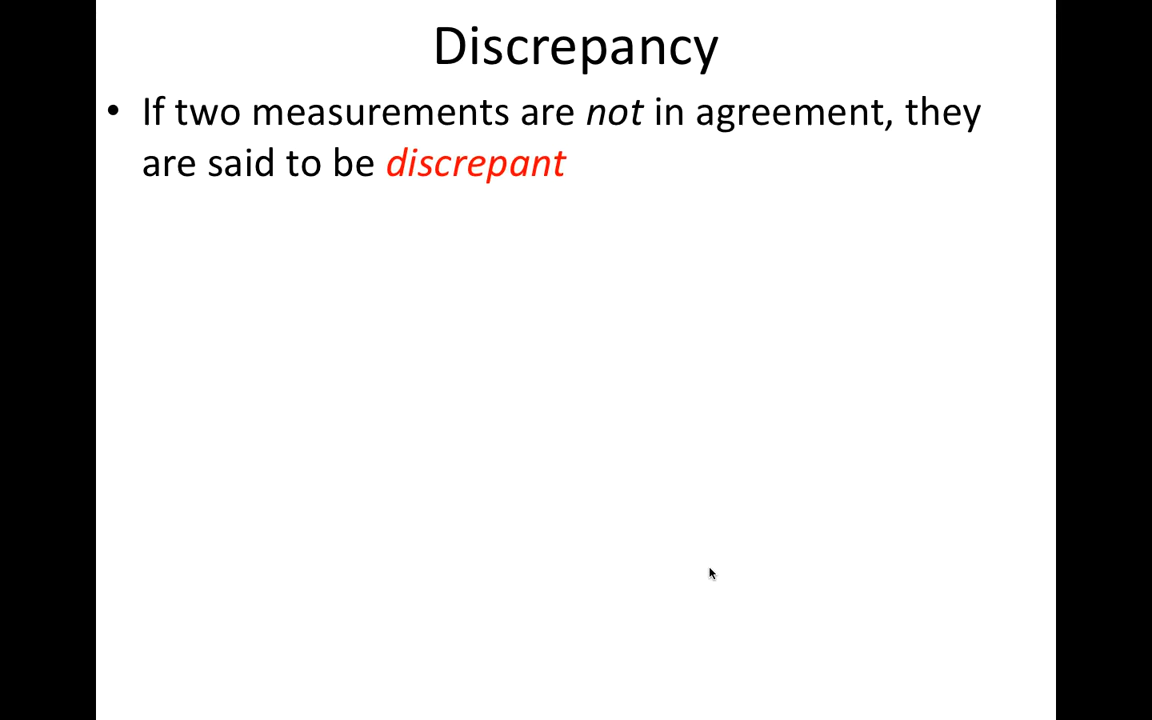 Discrepancy
• If two measurements are not in agreement, they
are said to be discrepant